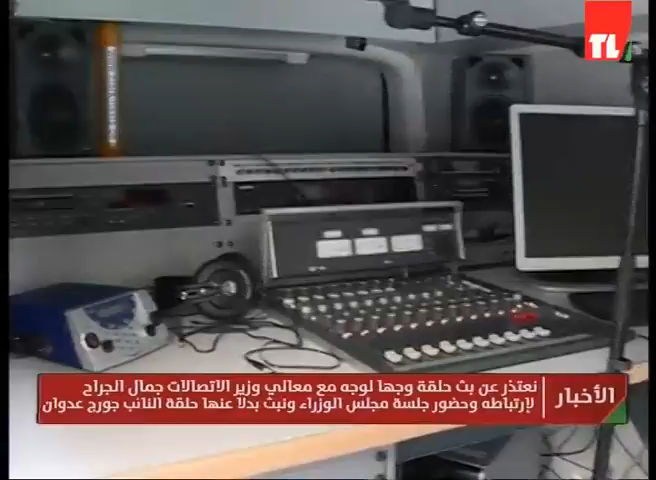 TL
الأخبار
نعتذر عن بث حلقة وجها لوجه مع معالي وزير الاتصالات جمال الجراح
لإرتباطه وحضور جلسة مجلس الوزراء ونبث بدلاً عنها حلقة النائب جورج عدوان